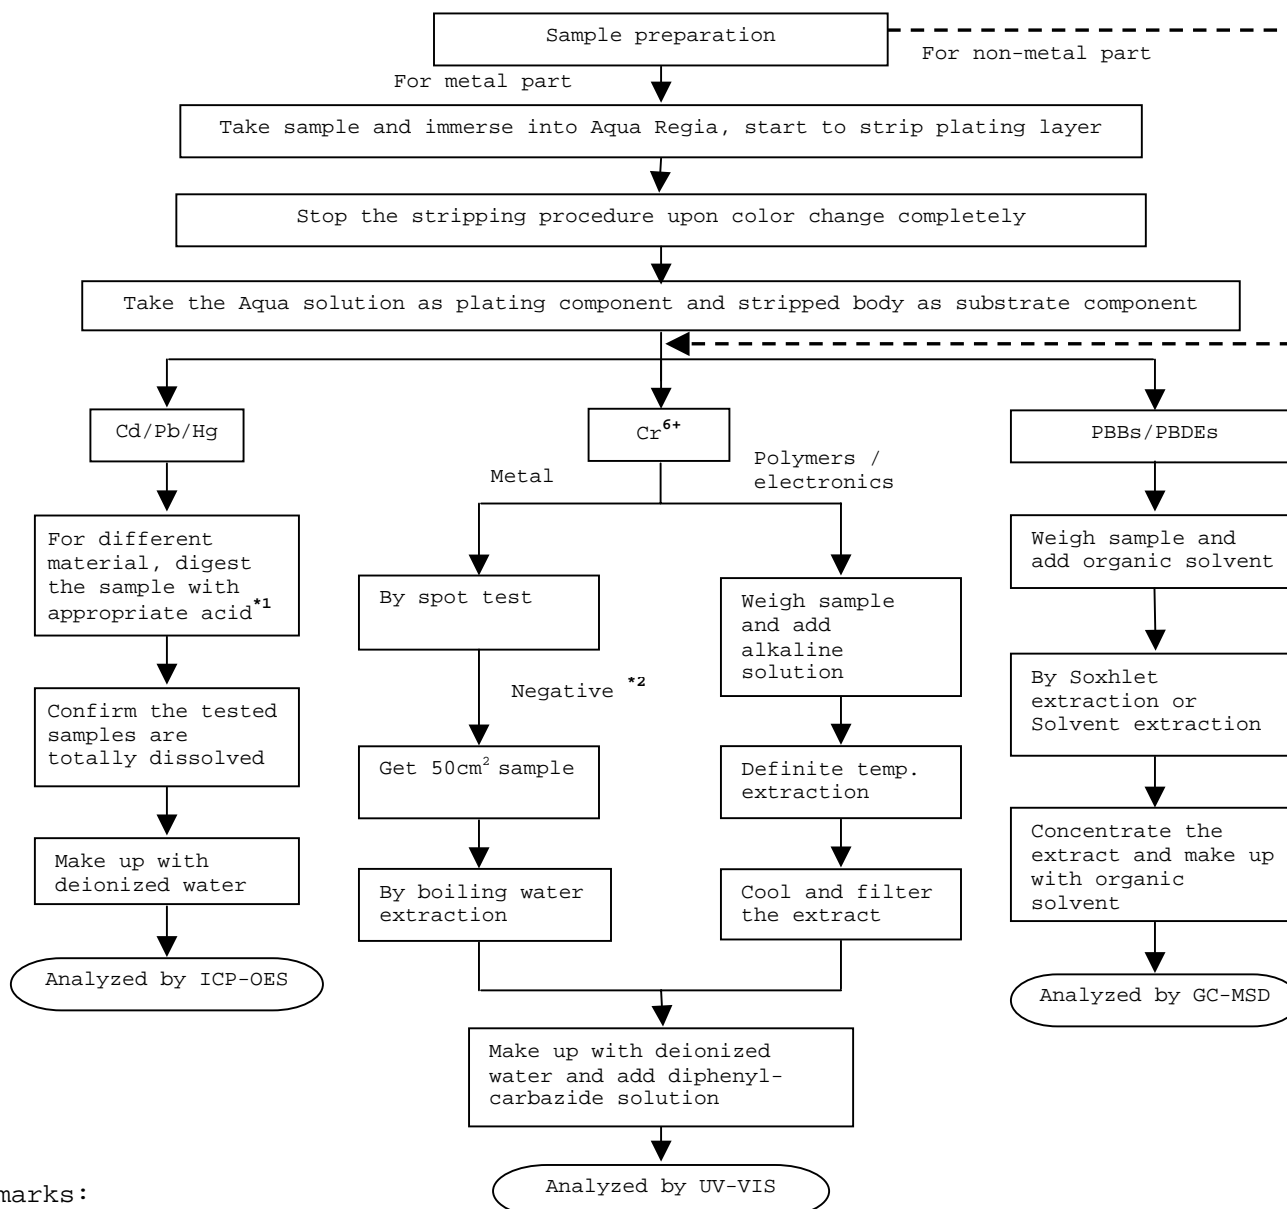 Sample preparation
For non-metal part
For metal part
Take sample and immerse into Aqua Regia, start to strip plating layer
Stop the stripping procedure upon color change completely
Take the Aqua solution as plating component and stripped body as substrate component
Cd/Pb/Hg
Cr6+
PBBs/PBDEs
Metal
Polymers /
electronics
For different
material, digest
the sample with
appropriate acid*1
Confirm the tested
samples are
totally dissolved
Make up with
deionized water
Analyzed by ICP-OES
By spot test
Negative *2
Get 50cm2 sample
By boiling water
extraction
Weigh sample
and add
alkaline
solution
Definite temp.
extraction
Cool and filter
the extract
Make up with deionized
water and add diphenyl-
carbazide solution
Analyzed by UV-VIS
Weigh sample and
add organic solvent
By Soxhlet
extraction or
Solvent extraction
Concentrate the
extract and make up
with organic
solvent
Analyzed by GC-MSD
marks: